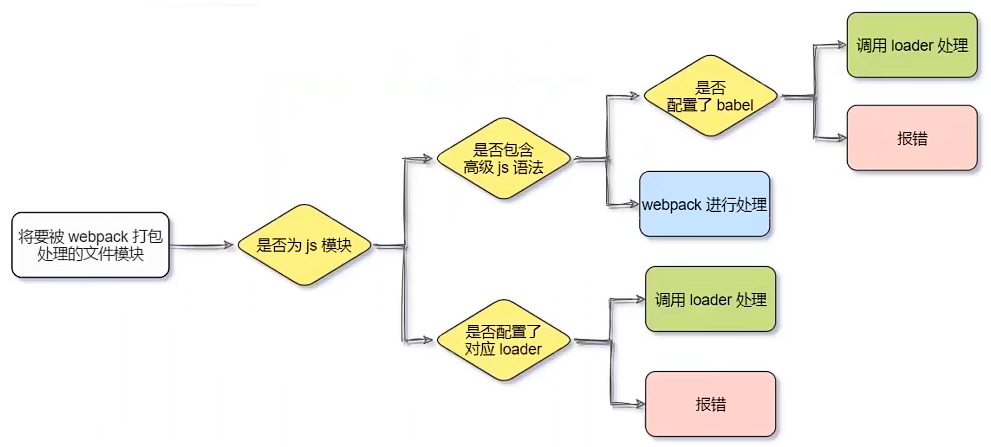 将要被 webpack 打包
处理的文件模块
是否为 js 模块
是否包含
高级 js 语法
是否
配置了 babel
调用 loader 处理
报错
webpack 进行处理
是否配置了
对应 loader
调用 loader 处理
报错